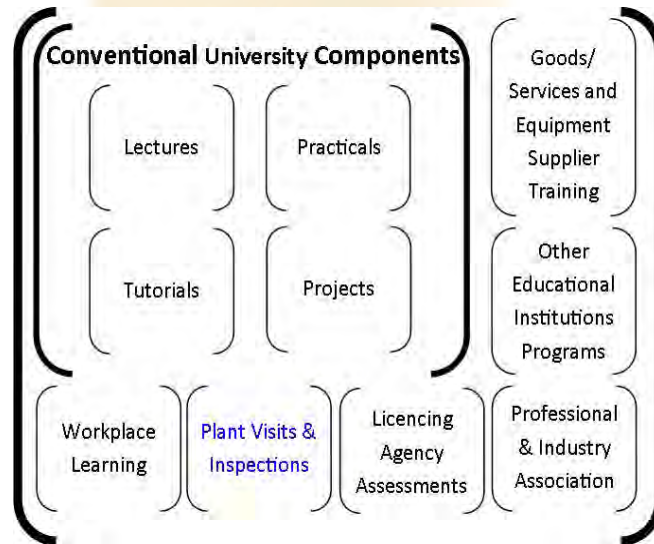 Conventional University Components
Lectures
Practicals
Tutorials
Projects
Goods/
Services and
Equipment
Supplier
Training
Other
Educational
Institutions
Programs
Workplace
Learning
Plant Visits &
Inspections
Licencing
Agency
Assessments
Professional
& Industry
Association